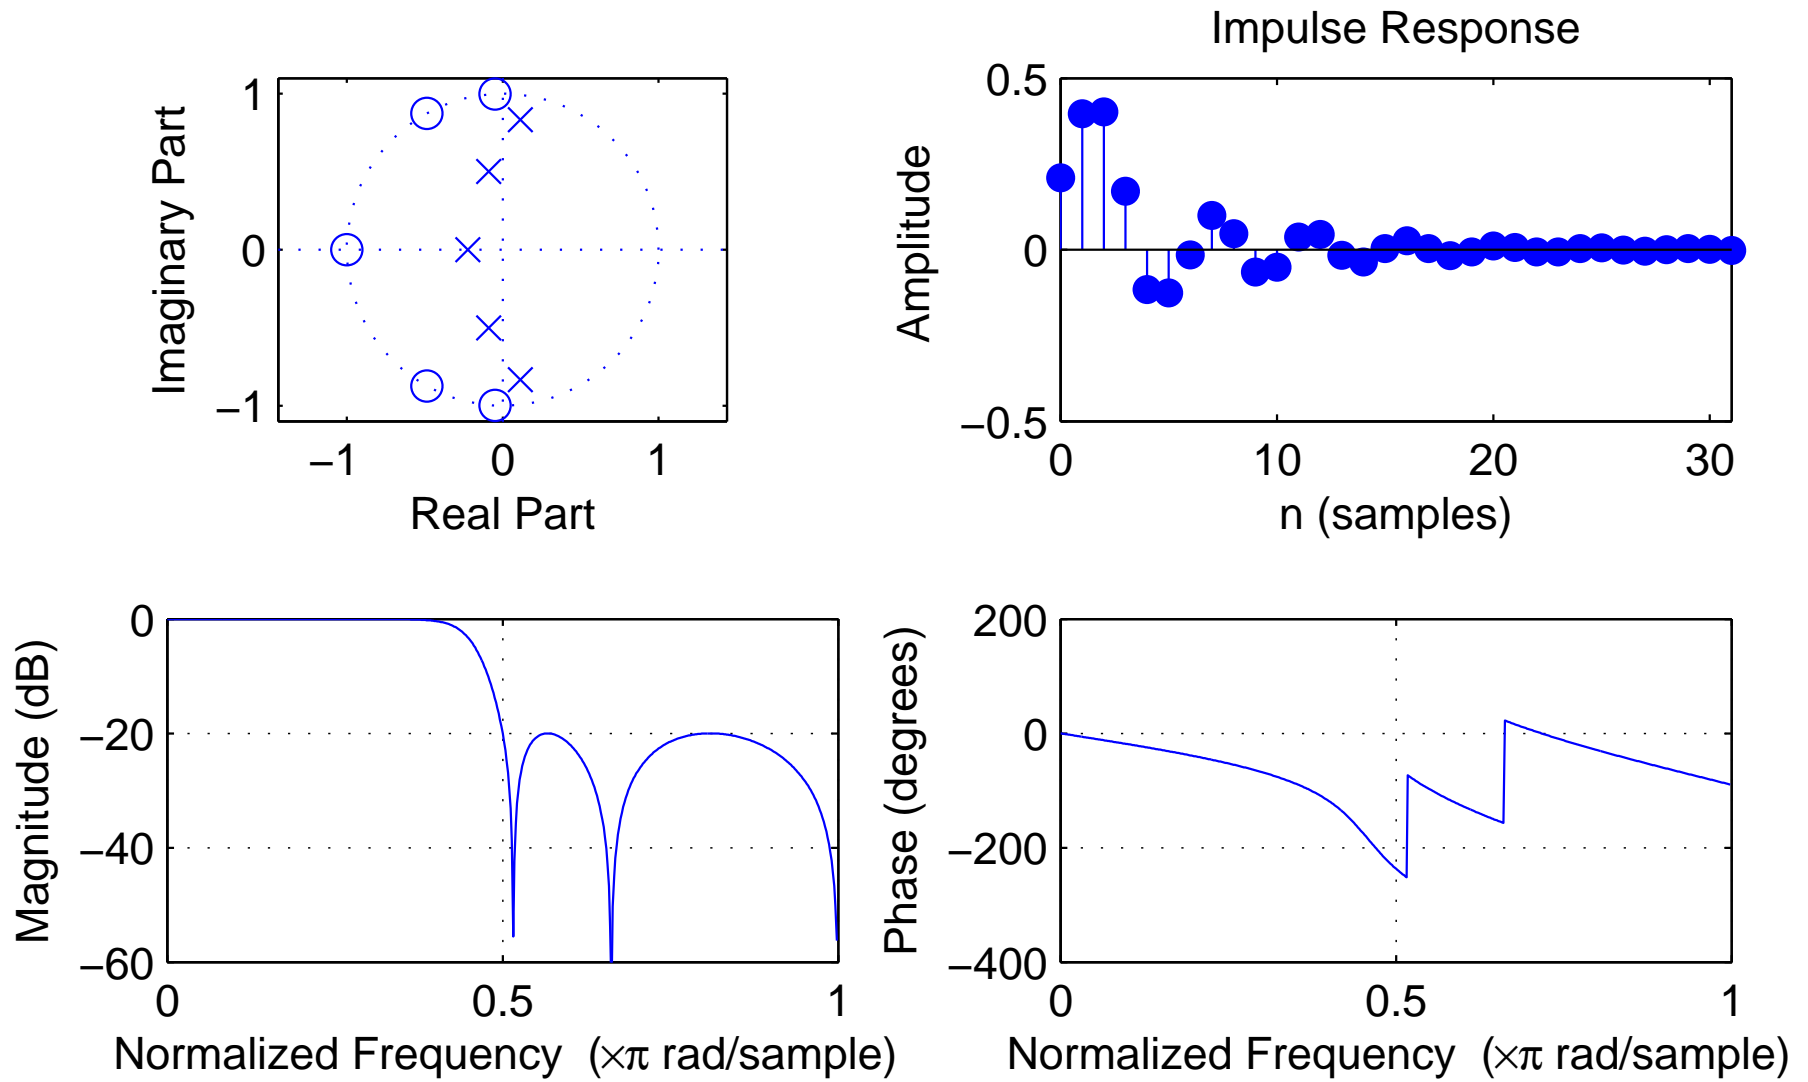 1
0
−1
−1 0 1
Real Part
Imaginary Part
Impulse Response
0.5
0
−0.5
0 10 20 30
n (samples)
Amplitude
0
−20
−40
−60
0 0.5 1
Normalized Frequency (×π rad/sample)
Magnitude (dB)
200
0
−200
−400
0 0.5 1
Normalized Frequency (×π rad/sample)
Phase (degrees)